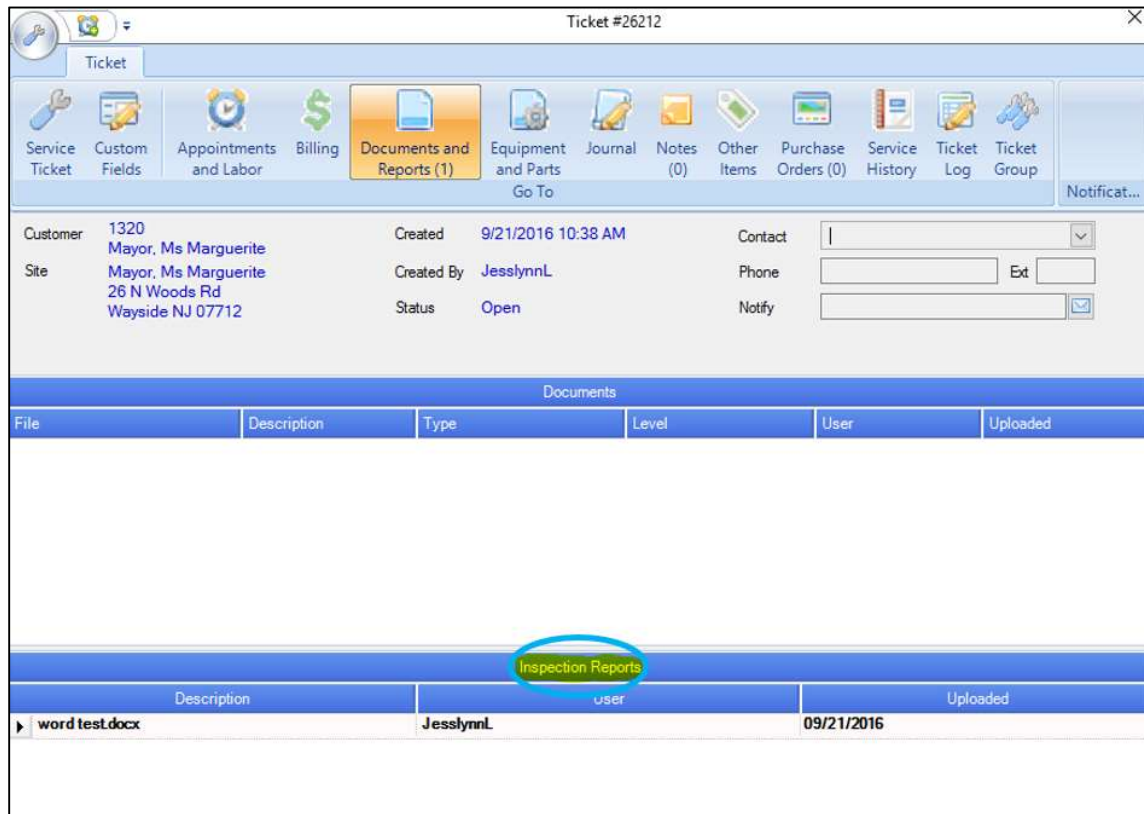 Ticket #26212
Ticket
Service Ticket
Custom Fields
Appointments and Labor
Billing
Documents and Reports (1)
Equipment and Parts
Journal
Notes (0)
Other Items
Purchase Orders (0)
Service History
Ticket Log
Ticket Group
Go To
Notificat...
Customer 1320
Mayor, Ms Marguerite
Site Mayor, Ms Marguerite
26 N Woods Rd
Wayside NJ 07712
Created 9/21/2016 10:38 AM
Created By JesslynnL
Status Open
Contact
Phone Ext
Notify
Documents
File Description Type Level User Uploaded
Inspection Reports
Description User Uploaded
word test.docx JesslynnL 09/21/2016